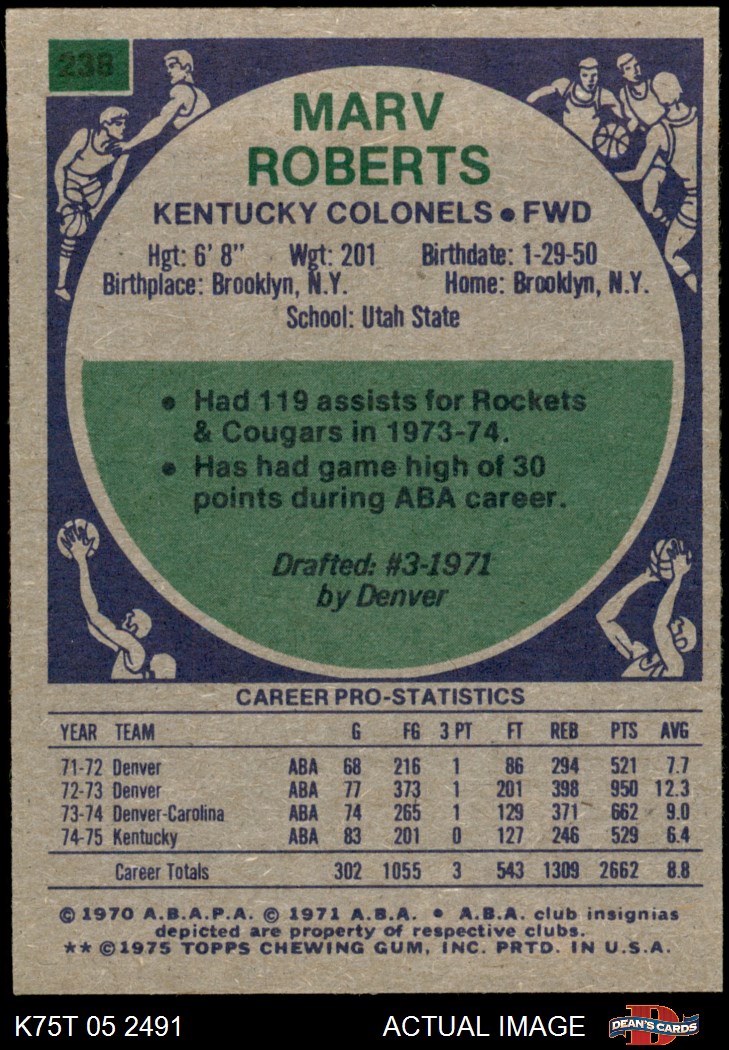 238
MARV
ROBERTS
KENTUCKY COLONELS • FWD
Hgt: 6' 8" Wgt: 201 Birthdate: 1-29-50
Birthplace: Brooklyn, N.Y. Home: Brooklyn, N.Y.
School: Utah State
• Had 119 assists for Rockets
& Cougars in 1973-74.
• Has had game high of 30
points during ABA career.
Drafted: #3-1971
by Denver
CAREER PRO-STATISTICS
YEAR TEAM G FG 3 PT FT REB PTS AVG
71-72 Denver ABA 68 216 1 86 294 521 7.7
72-73 Denver ABA 77 373 1 201 398 950 12.3
73-74 Denver-Carolina ABA 74 265 1 129 371 662 9.0
74-75 Kentucky ABA 83 201 0 127 246 529 6.4
Career Totals 302 1055 3 543 1309 2662 8.8
© 1970 A.B.A.P.A. © 1971 A.B.A. • A.B.A. club insignias
depicted are property of respective clubs.
** © 1975 TOPPS CHEWING GUM, INC. PRTD. IN U.S.A.
K75T 05 2491 ACTUAL IMAGE D DEAN'S CARDS